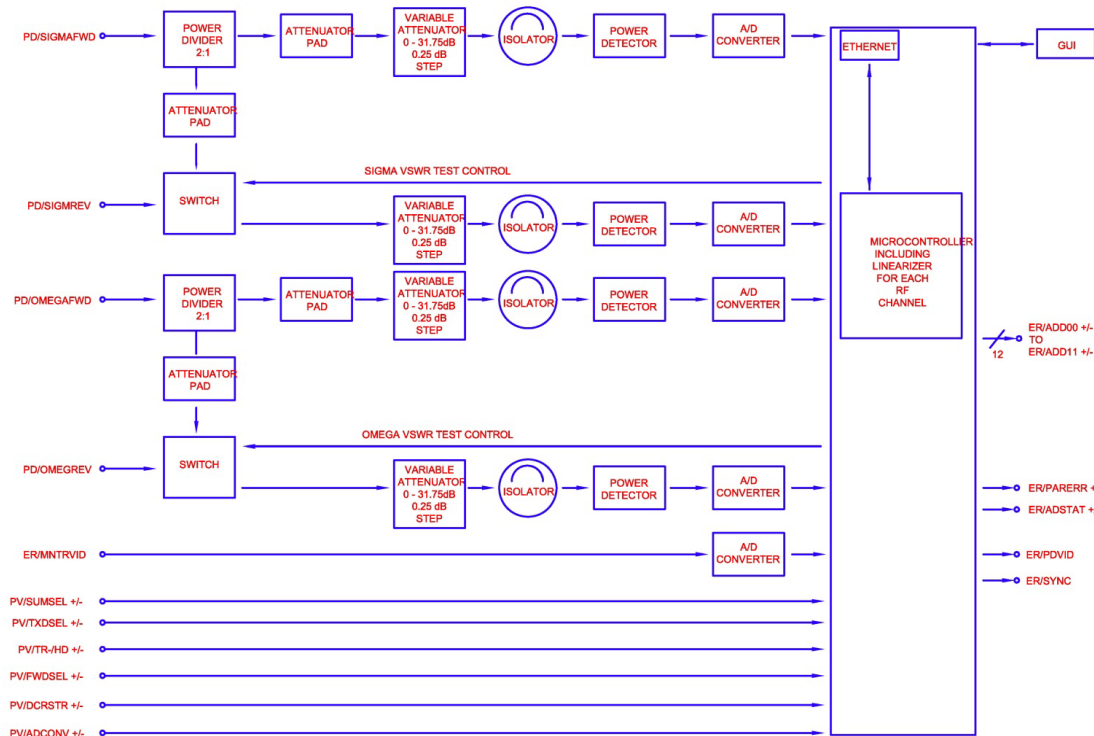 PD/SIGMAFWD
POWER
DIVIDER
2:1
ATTENUATOR
PAD
VARIABLE
ATTENUATOR
0 - 31.75dB
0.25 dB
STEP
ISOLATOR
POWER
DETECTOR
A/D
CONVERTER
ETHERNET
GUI
ATTENUATOR
PAD
SIGMA VSWR TEST CONTROL
PD/SIGMREV
SWITCH
VARIABLE
ATTENUATOR
0 - 31.75dB
0.25 dB
STEP
ISOLATOR
POWER
DETECTOR
A/D
CONVERTER
MICROCONTROLLER
INCLUDING
LINEARIZER
FOR EACH
RF
CHANNEL
PD/OMEGAFWD
POWER
DIVIDER
2:1
ATTENUATOR
PAD
VARIABLE
ATTENUATOR
0 - 31.75dB
0.25 dB
STEP
ISOLATOR
POWER
DETECTOR
A/D
CONVERTER
12
ER/ADD00 +/-
TO
ER/ADD11 +/-
ATTENUATOR
PAD
OMEGA VSWR TEST CONTROL
PD/OMEGREV
SWITCH
VARIABLE
ATTENUATOR
0 - 31.75dB
0.25 dB
STEP
ISOLATOR
POWER
DETECTOR
A/D
CONVERTER
ER/PARERR +
ER/ADSTAT +/
ER/MNTRVID
A/D
CONVERTER
ER/PDVID
ER/SYNC
PV/SUMSEL +/-
PV/TXDSEL +/-
PV/TR-/HD +/-
PV/FWDSEL +/-
PV/DCRSTR +/-
PV/ADCONV +/-